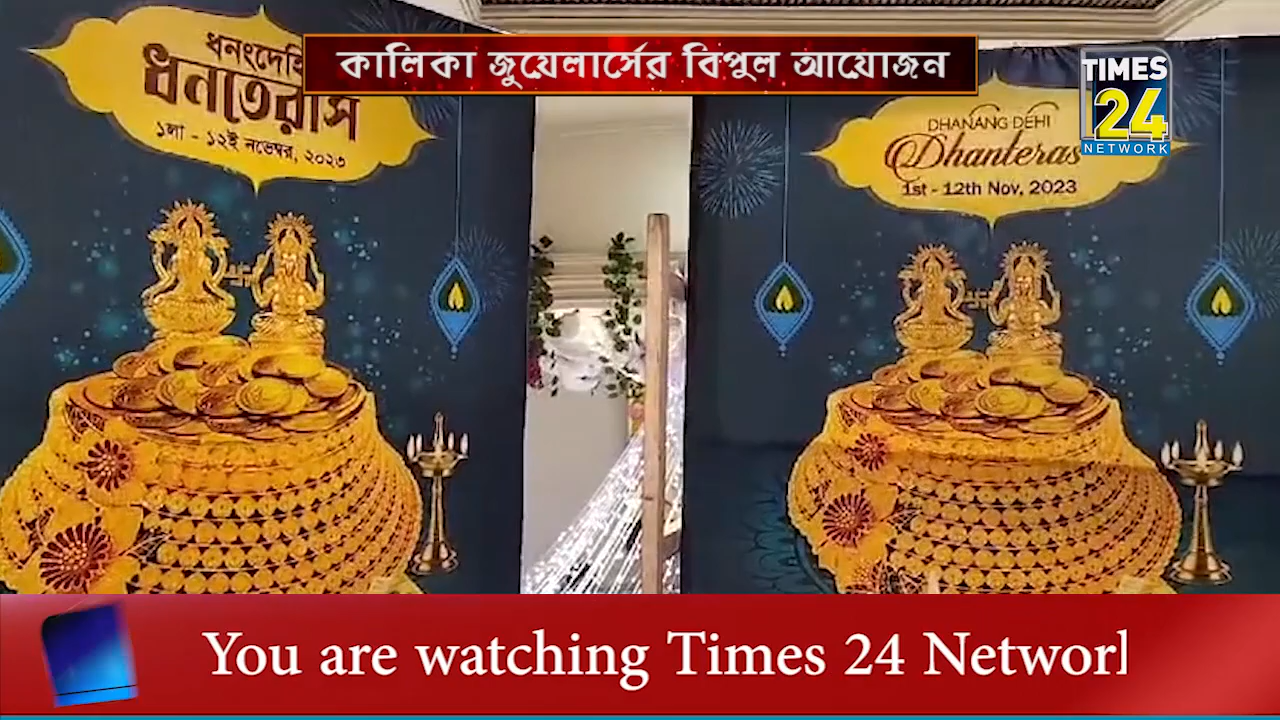 কালিকা জুয়েলার্সের বিপুল আয়োজন
ধনতেরাস
১লা - ১২ই নভেম্বর, ২০২৩
DHANANG DEHI
Dhanteras
1st - 12th Nov, 2023
TIMES
24
NETWORK
You are watching Times 24